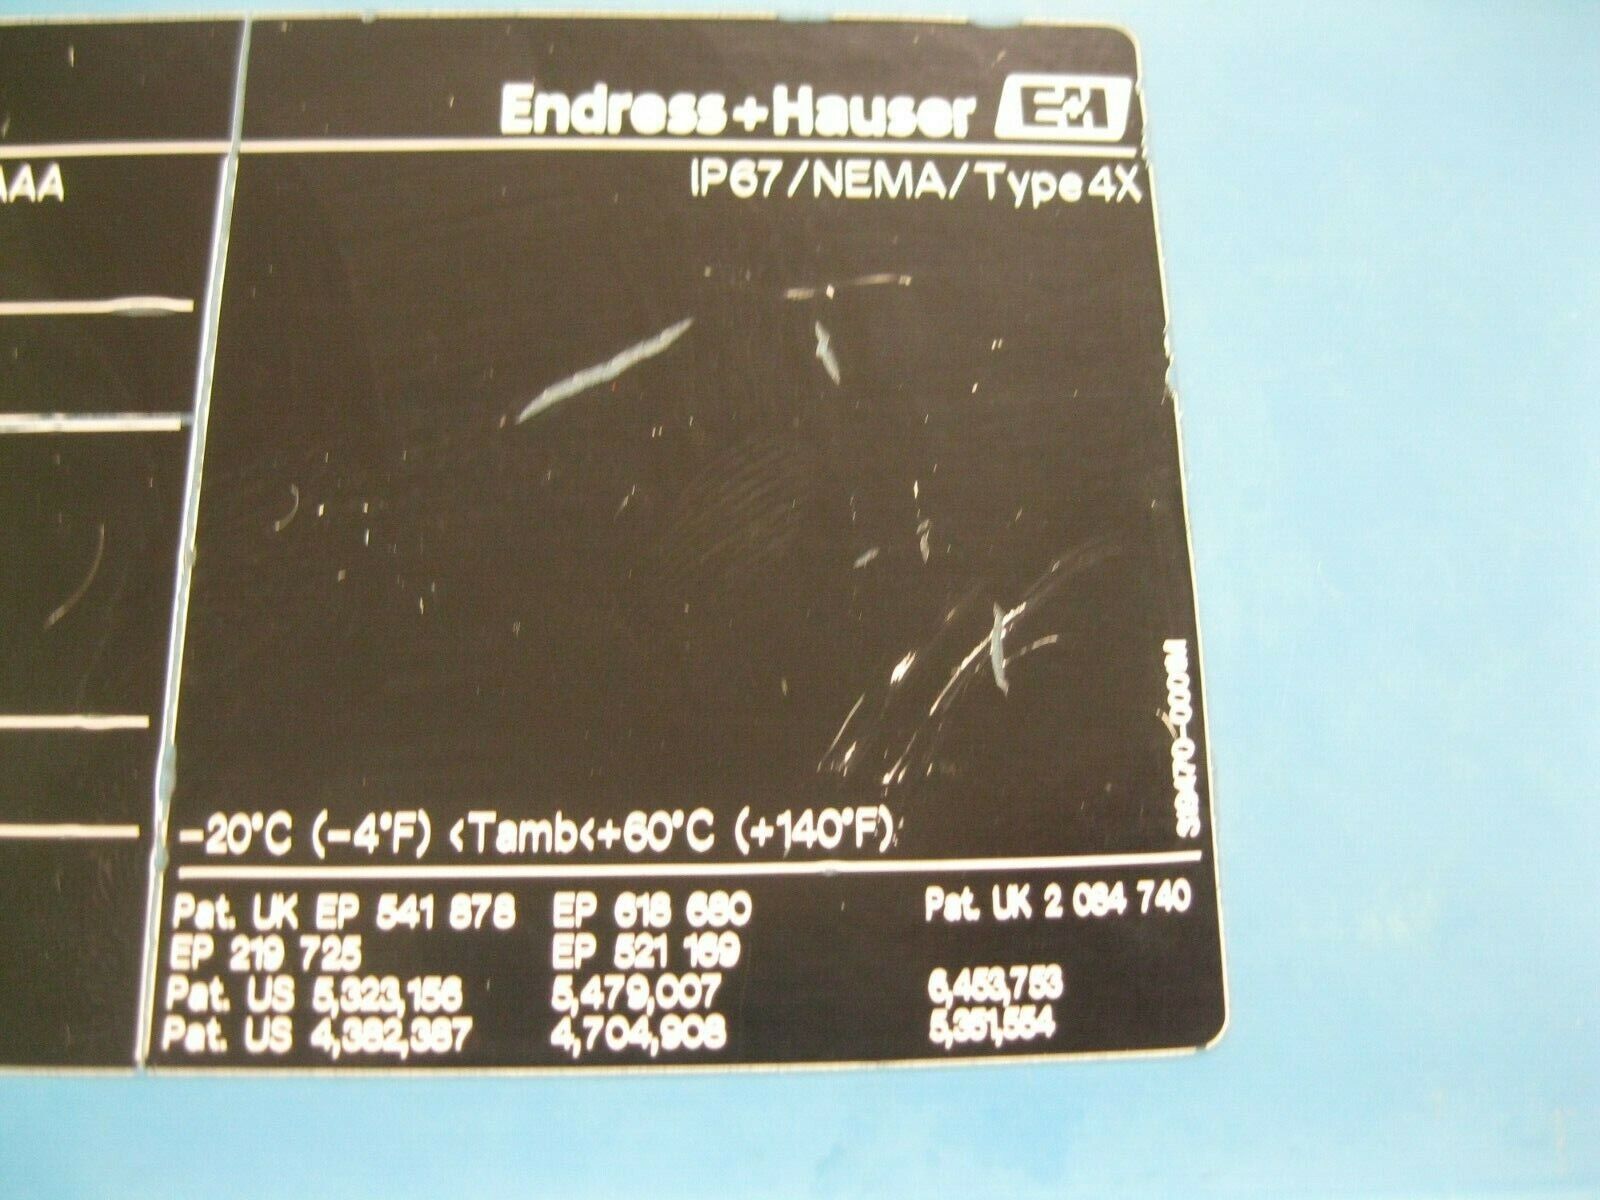 Endress+Hauser E+H
AAA
IP67/NEMA/Type 4X
-20°C (-4°F) <Tamb<+60°C (+140°F)
Pat. UK EP 541 878 EP 618 680 Pat. UK 2 084 740
EP 219 725 EP 521 169
Pat. US 5,323,156 5,479,007 6,453,753
Pat. US 4,382,387 4,704,908 5,351,554